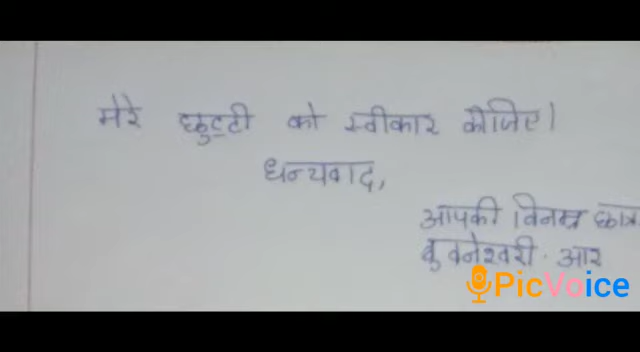 मेरे छुट्टी को स्वीकार कीजिए।
धन्यवाद,
आपकी विनम्र छात्र
बुवनेश्वरी. आर
PicVoice